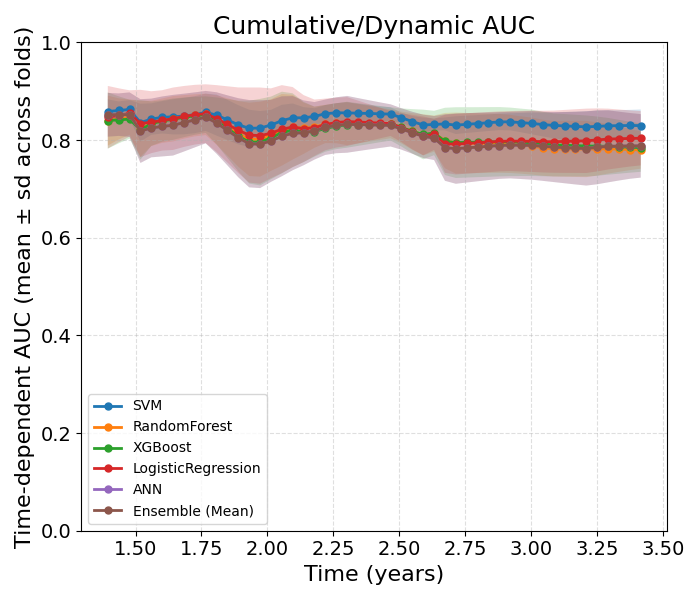 Cumulative/Dynamic AUC
Time-dependent AUC (mean ± sd across folds)
1.0
0.8
0.6
0.4
0.2
0.0
SVM
RandomForest
XGBoost
LogisticRegression
ANN
Ensemble (Mean)
1.50 1.75 2.00 2.25 2.50 2.75 3.00 3.25 3.50
Time (years)